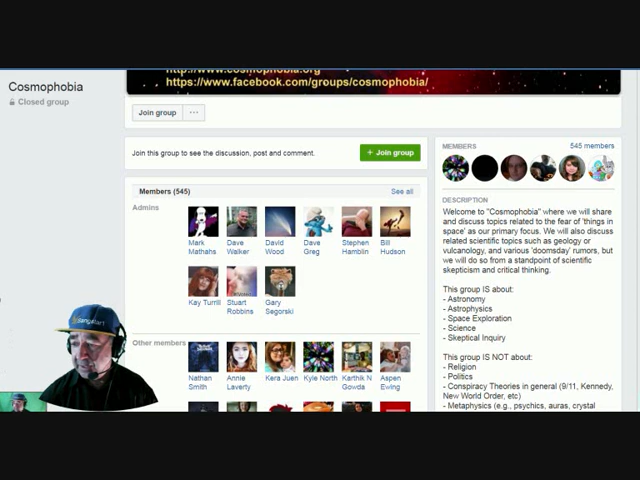 http://www.cosmophobia.org
https://www.facebook.com/groups/cosmophobia/
Cosmophobia
Closed group
Join group
Join this group to see the discussion, post and comment.
+ Join group
Members (545)
See all
Admins
Mark Mathahs
Dave Walker
David Wood
Dave Greg
Stephen Hamblin
Bill Hudson
Kay Turrill
Stuart Robbins
Gary Segorski
Other members
Nathan Smith
Annie Laverty
Kera Juen
Kyle North
Karthik N Gowda
Aspen Ewing
MEMBERS
545 members
DESCRIPTION
Welcome to "Cosmophobia" where we will share
and discuss topics related to the fear of 'things in
space' as our primary focus. We will also discuss
related scientific topics such as geology or
vulcanology, and various 'doomsday' rumors, but
we will do so from a standpoint of scientific
skepticism and critical thinking.
This group IS about:
- Astronomy
- Astrophysics
- Space Exploration
- Science
- Skeptical Inquiry
This group IS NOT about:
- Religion
- Politics
- Conspiracy Theories in general (9/11, Kennedy,
New World Order, etc)
- Metaphysics (e.g., psychics, auras, crystal